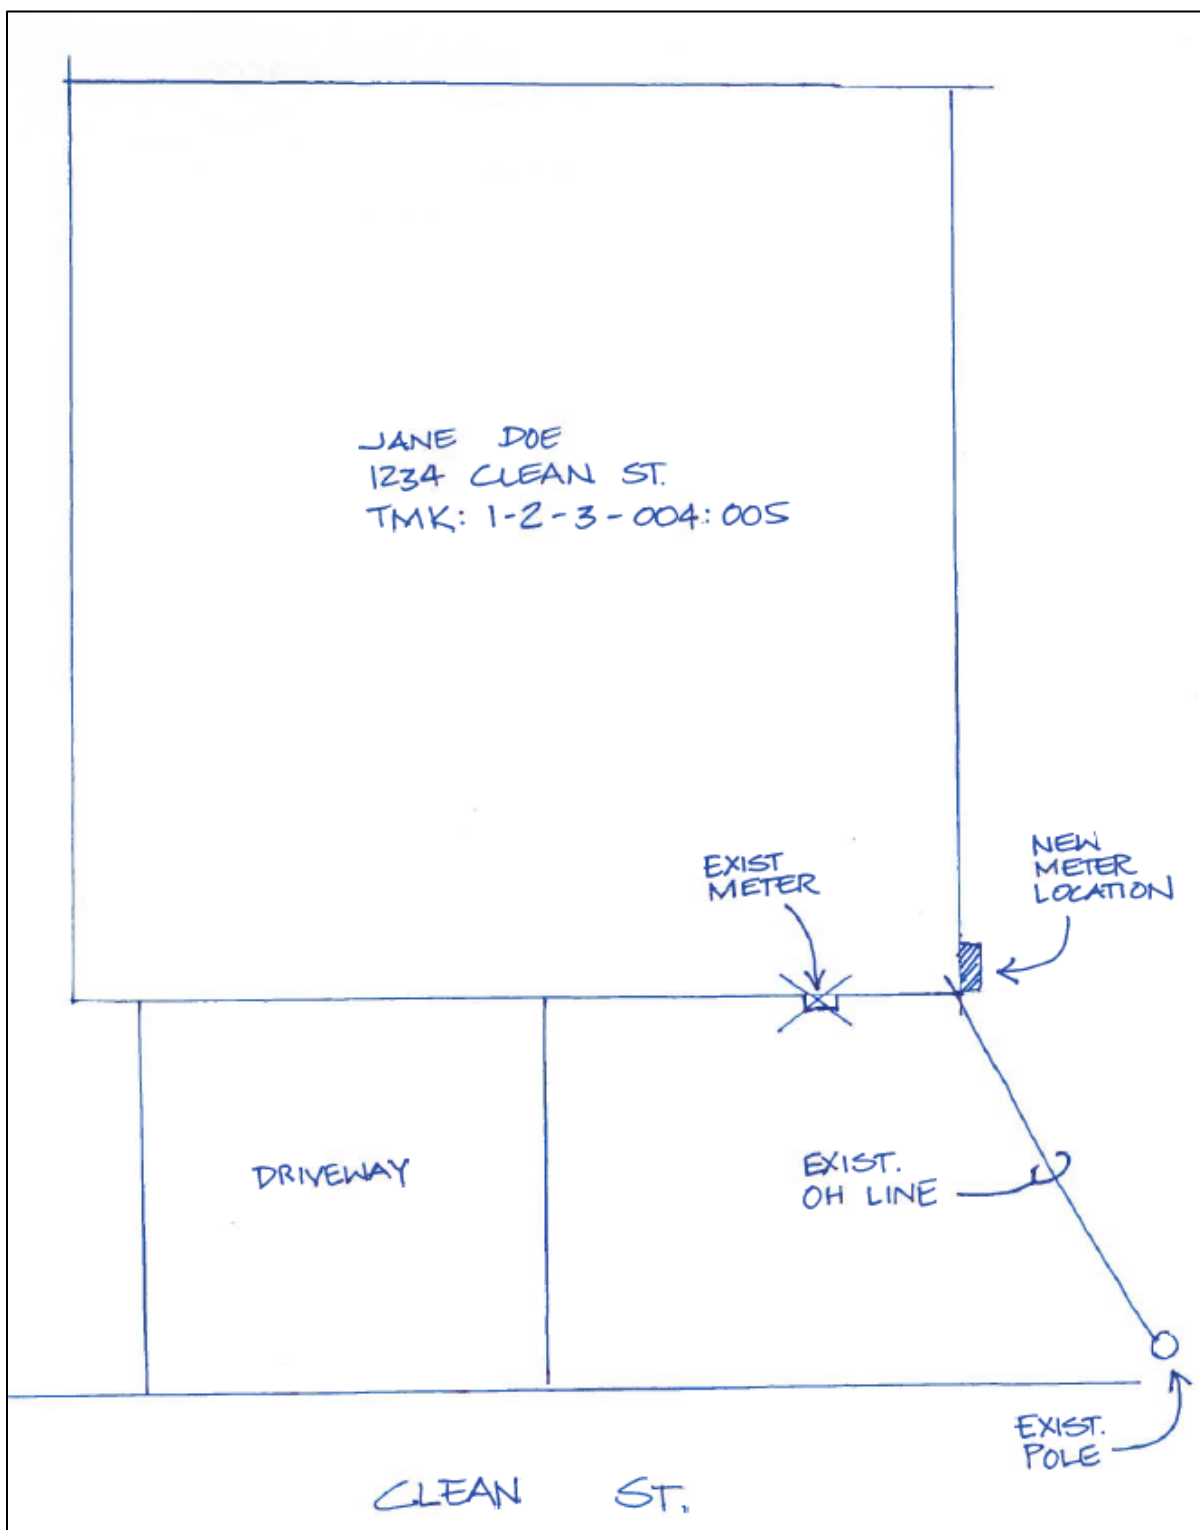 JANE DOE
1234 CLEAN ST.
TMK: 1-2-3-004:005
EXIST
METER
NEW
METER
LOCATION
DRIVEWAY
EXIST.
OH LINE
EXIST.
POLE
CLEAN ST.